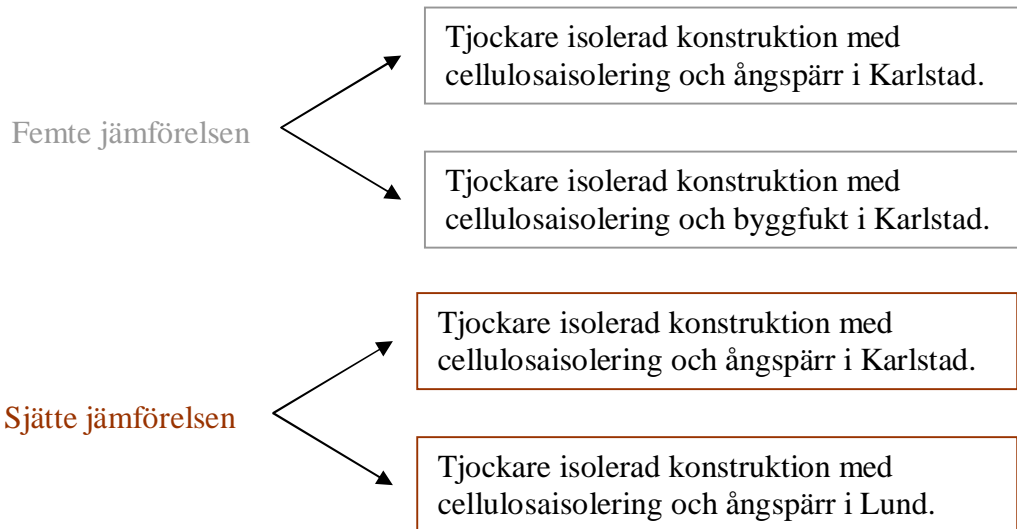 Femte jämförelsen
Tjockare isolerad konstruktion med
cellulosaisolering och ångspärr i Karlstad.
Tjockare isolerad konstruktion med
cellulosaisolering och byggfukt i Karlstad.
Sjätte jämförelsen
Tjockare isolerad konstruktion med
cellulosaisolering och ångspärr i Karlstad.
Tjockare isolerad konstruktion med
cellulosaisolering och ångspärr i Lund.